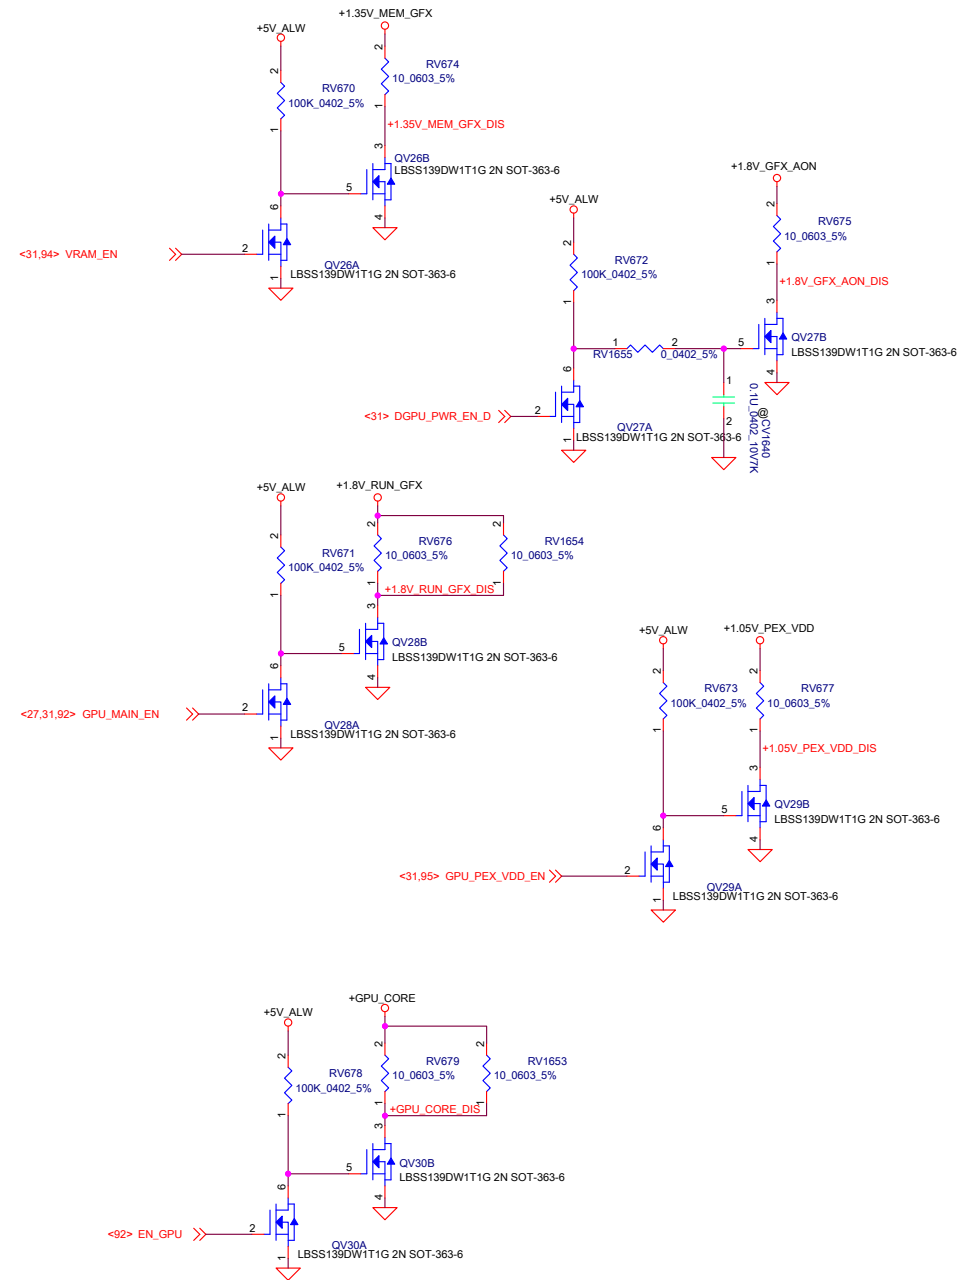 +1.35V_MEM_GFX
+5V_ALW
2
2
RV674
10_0603_5%
RV670
100K_0402_5%
1
1
+1.35V_MEM_GFX_DIS
3
QV26B
LBSS139DW1T1G 2N SOT-363-6
5
4
6
<31,94> VRAM_EN
2
QV26A
LBSS139DW1T1G 2N SOT-363-6
1
+1.8V_GFX_AON
+5V_ALW
2
RV675
10_0603_5%
2
RV672
100K_0402_5%
1
1
+1.8V_GFX_AON_DIS
3
QV27B
LBSS139DW1T1G 2N SOT-363-6
1
2
5
RV1655
0_0402_5%
4
6
1
2
@CV1640
0.1U_0402_10V7K
<31> DGPU_PWR_EN_D
2
QV27A
LBSS139DW1T1G 2N SOT-363-6
1
+5V_ALW
+1.8V_RUN_GFX
2
2
2
RV671
100K_0402_5%
RV676
10_0603_5%
RV1654
10_0603_5%
1
1
1
+1.8V_RUN_GFX_DIS
3
QV28B
LBSS139DW1T1G 2N SOT-363-6
5
4
6
<27,31,92> GPU_MAIN_EN
2
QV28A
LBSS139DW1T1G 2N SOT-363-6
1
+5V_ALW
+1.05V_PEX_VDD
2
2
RV673
100K_0402_5%
RV677
10_0603_5%
1
1
+1.05V_PEX_VDD_DIS
3
QV29B
LBSS139DW1T1G 2N SOT-363-6
5
4
6
<31,95> GPU_PEX_VDD_EN
2
QV29A
LBSS139DW1T1G 2N SOT-363-6
1
+GPU_CORE
+5V_ALW
2
2
2
RV678
100K_0402_5%
RV679
10_0603_5%
RV1653
10_0603_5%
1
1
1
+GPU_CORE_DIS
3
QV30B
LBSS139DW1T1G 2N SOT-363-6
5
4
6
<92> EN_GPU
2
QV30A
LBSS139DW1T1G 2N SOT-363-6
1